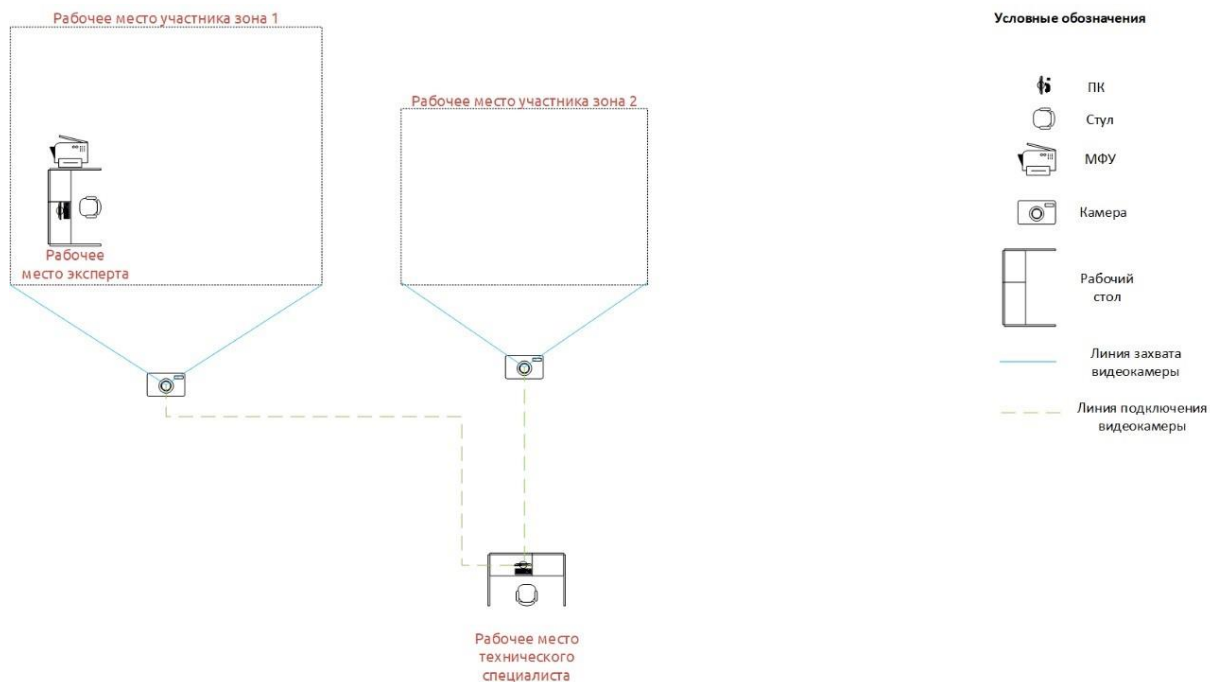 Рабочее место участника зона 1
Рабочее место участника зона 2
Рабочее
место эксперта
Рабочее место
технического
специалиста
Условные обозначения
ПК
Стул
МФУ
Камера
Рабочий
стол
Линия захвата
видеокамеры
Линия подключения
видеокамеры